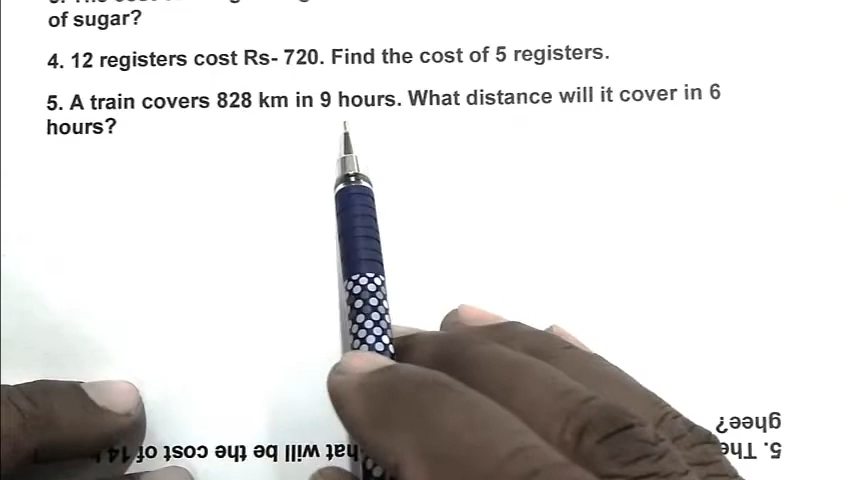 of sugar?
4. 12 registers cost Rs- 720. Find the cost of 5 registers.
5. A train covers 828 km in 9 hours. What distance will it cover in 6
hours?
ghee?
5. The
hat will be the cost of 14